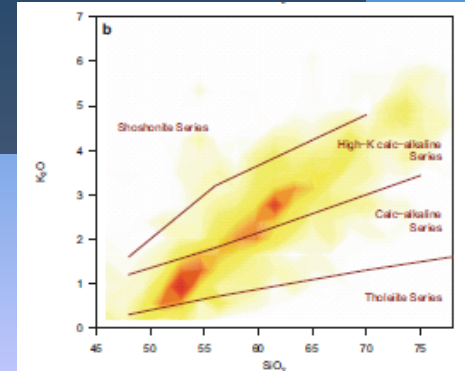 7
b
6
5
4
3
2
1
0
K₂O
Shoshonite Series
High-K calc-alkaline
Series
Calc-alkaline
Series
Tholeiite Series
45 50 55 60 65 70 75
SiO₂